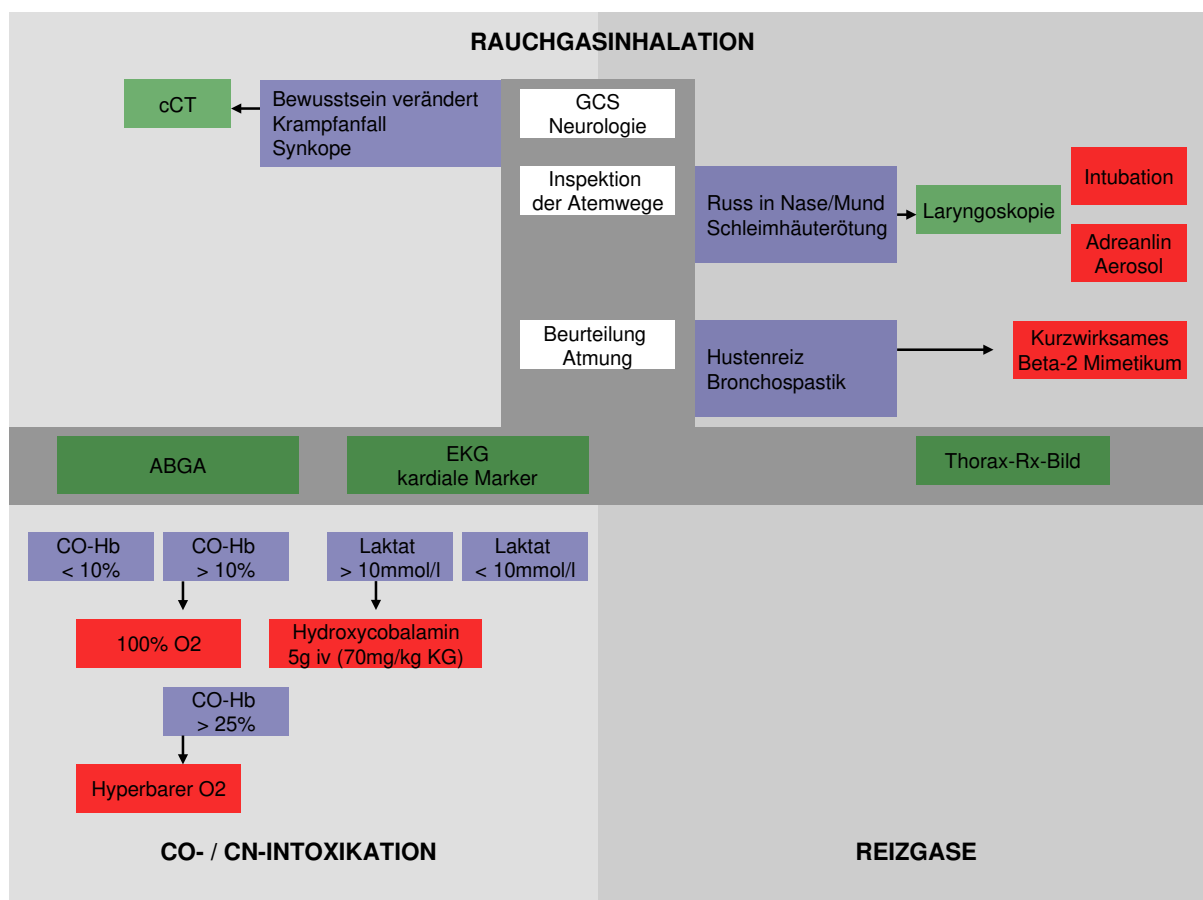 RAUCHGASINHALATION
cCT
Bewusstsein verändert
Krampfanfall
Synkope
GCS
Neurologie
Inspektion
der Atemwege
Russ in Nase/Mund
Schleimhäuterötung
Laryngoskopie
Intubation
Adreanlin
Aerosol
Beurteilung
Atmung
Hustenreiz
Bronchospastik
Kurzwirksames
Beta-2 Mimetikum
ABGA
EKG
kardiale Marker
Thorax-Rx-Bild
CO-Hb
< 10%
CO-Hb
> 10%
Laktat
> 10mmol/l
Laktat
< 10mmol/l
100% O2
Hydroxycobalamin
5g iv (70mg/kg KG)
CO-Hb
> 25%
Hyperbarer O2
CO- / CN-INTOXIKATION
REIZGASE